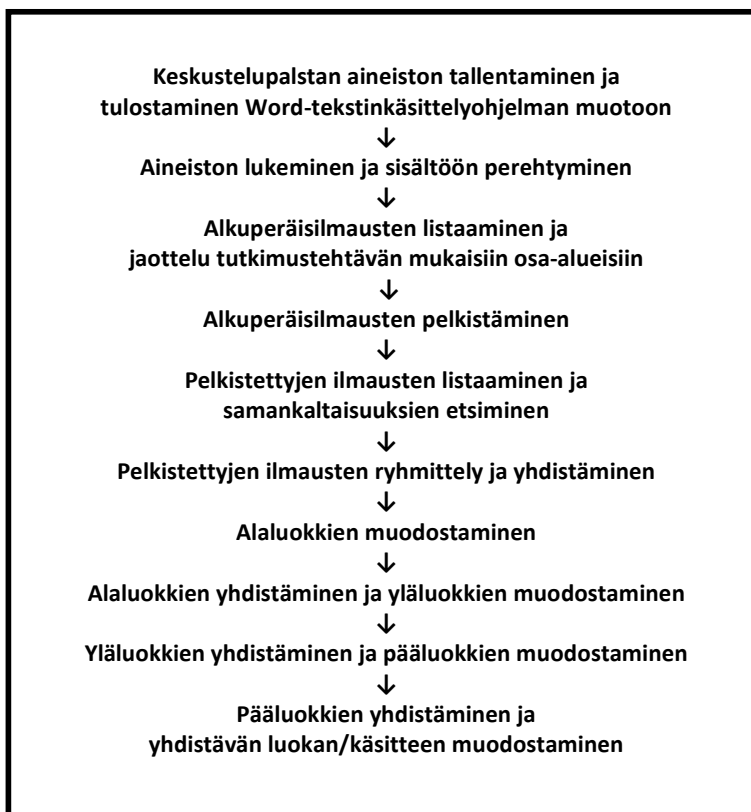 Keskustelupalstan aineiston tallentaminen ja
tulostaminen Word-tekstinkäsittelyohjelman muotoon
↓
Aineiston lukeminen ja sisältöön perehtyminen
↓
Alkuperäisilmausten listaaminen ja
jaottelu tutkimustehtävän mukaisiin osa-alueisiin
↓
Alkuperäisilmausten pelkistäminen
↓
Pelkistettyjen ilmausten listaaminen ja
samankaltaisuuksien etsiminen
↓
Pelkistettyjen ilmausten ryhmittely ja yhdistäminen
↓
Alaluokkien muodostaminen
↓
Alaluokkien yhdistäminen ja yläluokkien muodostaminen
↓
Yläluokkien yhdistäminen ja pääluokkien muodostaminen
↓
Pääluokkien yhdistäminen ja
yhdistävän luokan/käsitteen muodostaminen